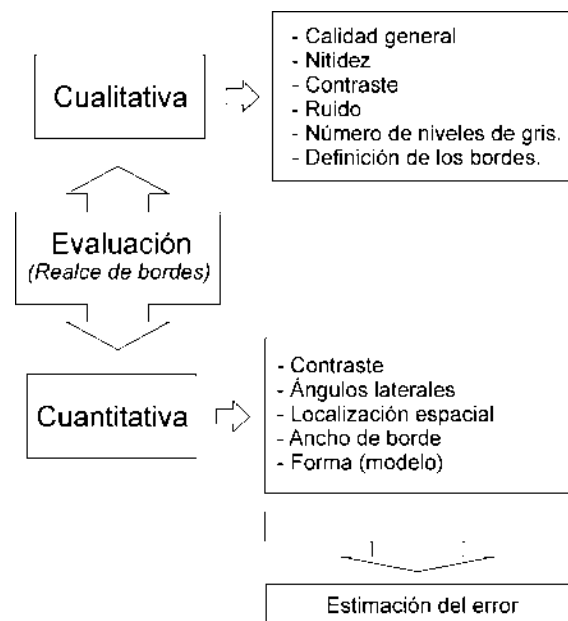 Cualitativa
- Calidad general
- Nitidez
- Contraste
- Ruido
- Número de niveles de gris.
- Definición de los bordes.
Evaluación
(Realce de bordes)
Cuantitativa
- Contraste
- Ángulos laterales
- Localización espacial
- Ancho de borde
- Forma (modelo)
Estimación del error